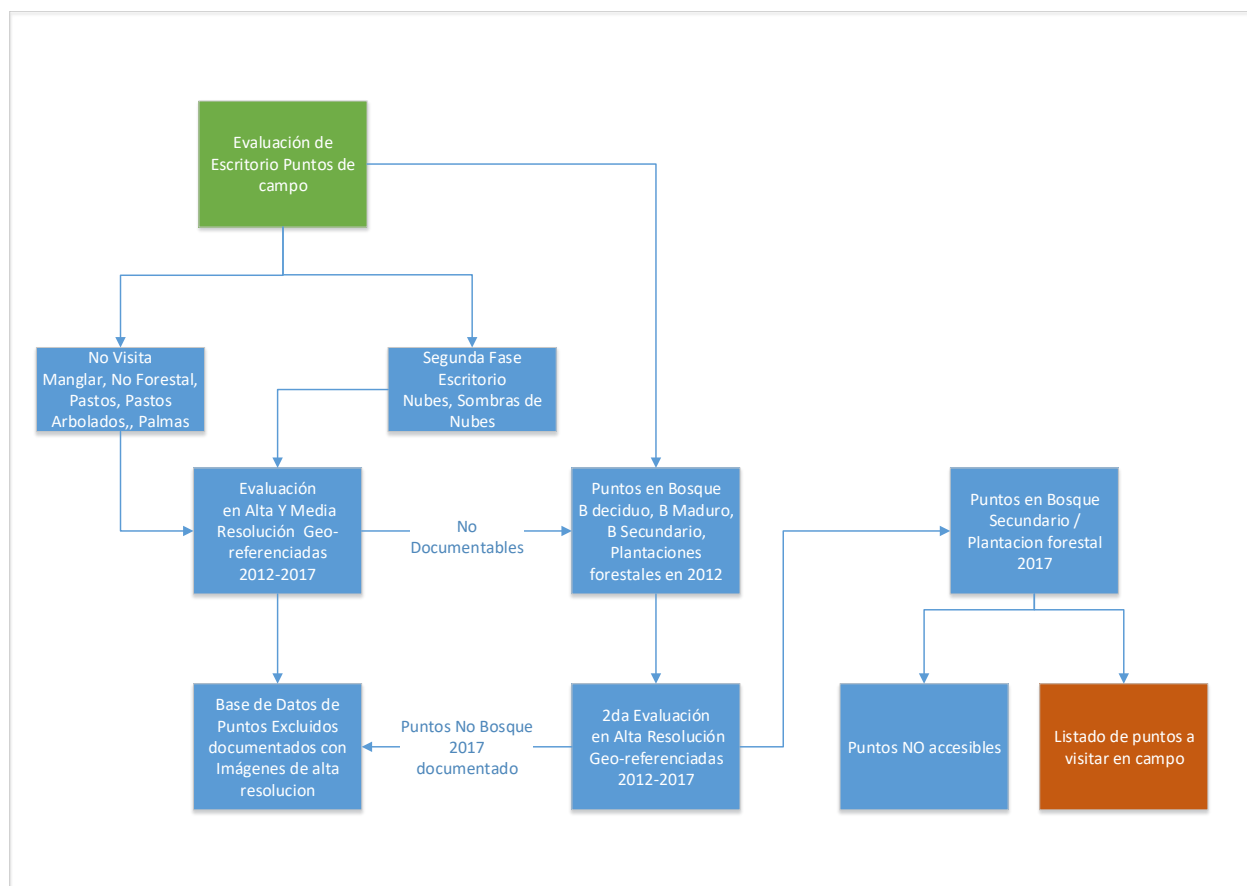 Evaluación de
Escritorio Puntos de
campo
No Visita
Manglar, No Forestal,
Pastos, Pastos
Arbolados,, Palmas
Segunda Fase
Escritorio
Nubes, Sombras de
Nubes
Evaluación
en Alta Y Media
Resolución Geo-
referenciadas
2012-2017
No
Documentables
Puntos en Bosque
B deciduo, B Maduro,
B Secundario,
Plantaciones
forestales en 2012
Puntos en Bosque
Secundario /
Plantacion forestal
2017
Base de Datos de
Puntos Excluidos
documentados con
Imágenes de alta
resolucion
Puntos No Bosque
2017
documentado
2da Evaluación
en Alta Resolución
Geo-referenciadas
2012-2017
Puntos NO accesibles
Listado de puntos a
visitar en campo